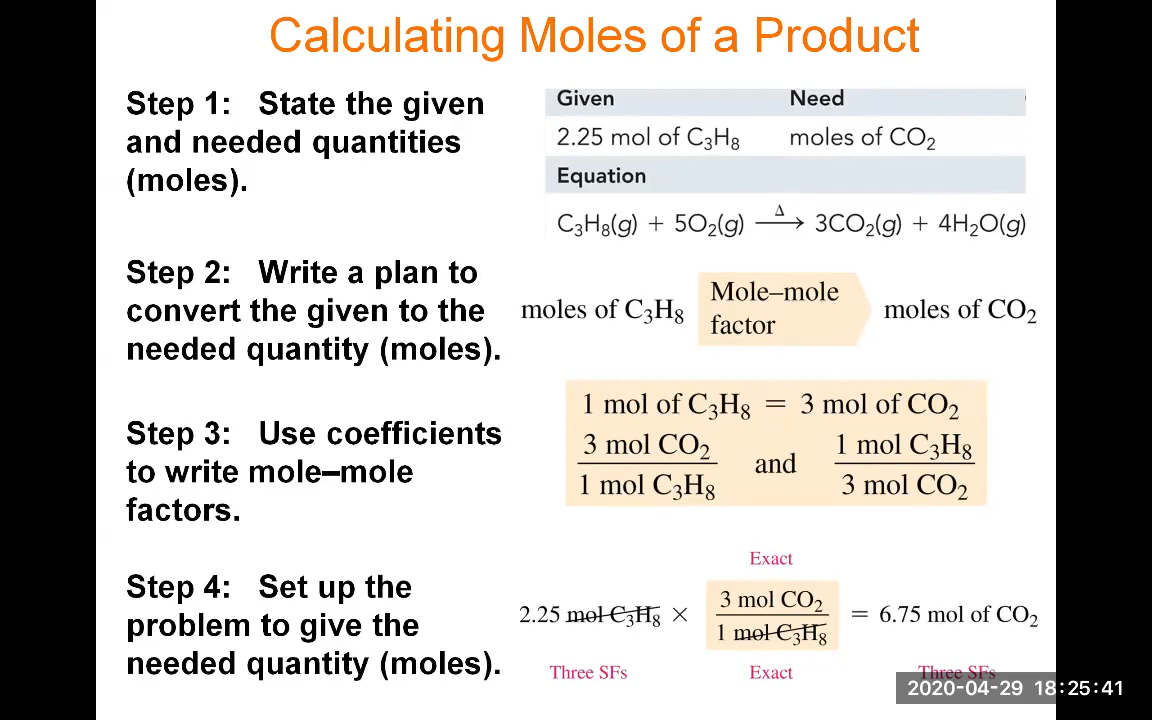 Calculating Moles of a Product
Step 1: State the given
and needed quantities
(moles).
Given Need
2.25 mol of C₃H₈ moles of CO₂
Equation
C₃H₈(g) + 5O₂(g) —Δ→ 3CO₂(g) + 4H₂O(g)
Step 2: Write a plan to
convert the given to the
needed quantity (moles).
moles of C₃H₈ Mole–mole factor moles of CO₂
Step 3: Use coefficients
to write mole–mole
factors.
1 mol of C₃H₈ = 3 mol of CO₂
3 mol CO₂ / 1 mol C₃H₈ and 1 mol C₃H₈ / 3 mol CO₂
Step 4: Set up the
problem to give the
needed quantity (moles).
Exact
2.25 mol C₃H₈ × 3 mol CO₂ / 1 mol C₃H₈ = 6.75 mol of CO₂
Three SFs Exact Three SFs
2020-04-29 18:25:41